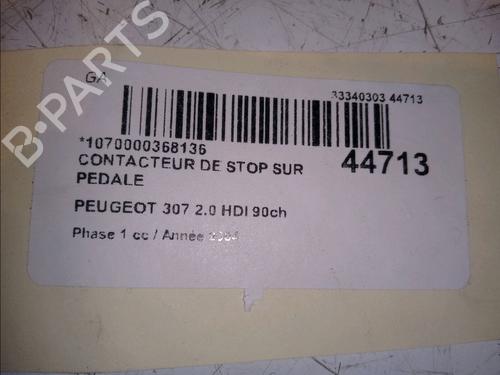 GA
33340303 44713
*1070000368136
CONTACTEUR DE STOP SUR
PEDALE
44713
PEUGEOT 307 2.0 HDI 90ch
Phase 1 cc / Année
B-PARTS